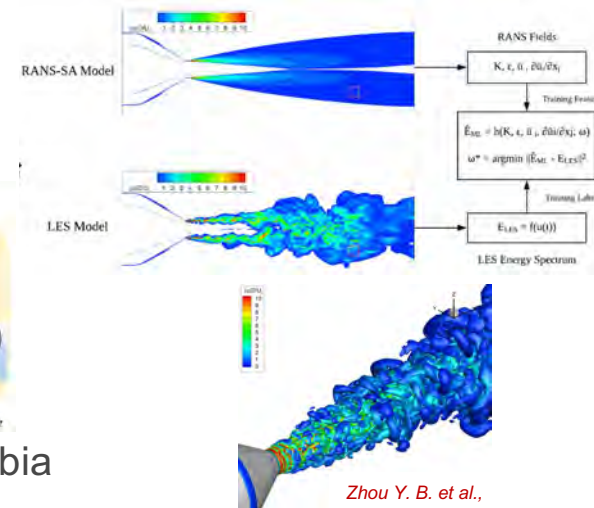 RANS-SA Model
RANS Fields
K, ε, ū , ∂ū/∂xⱼ
Training Featu
Ê_ML = h(K, ε, ū ᵢ, ∂ūi/∂xj; ω)
ω* = argmin ||Ê_ML - E_LES||²
LES Model
Training Labe
E_LES = f(u(t))
LES Energy Spectrum
bia
Zhou Y. B. et al.,